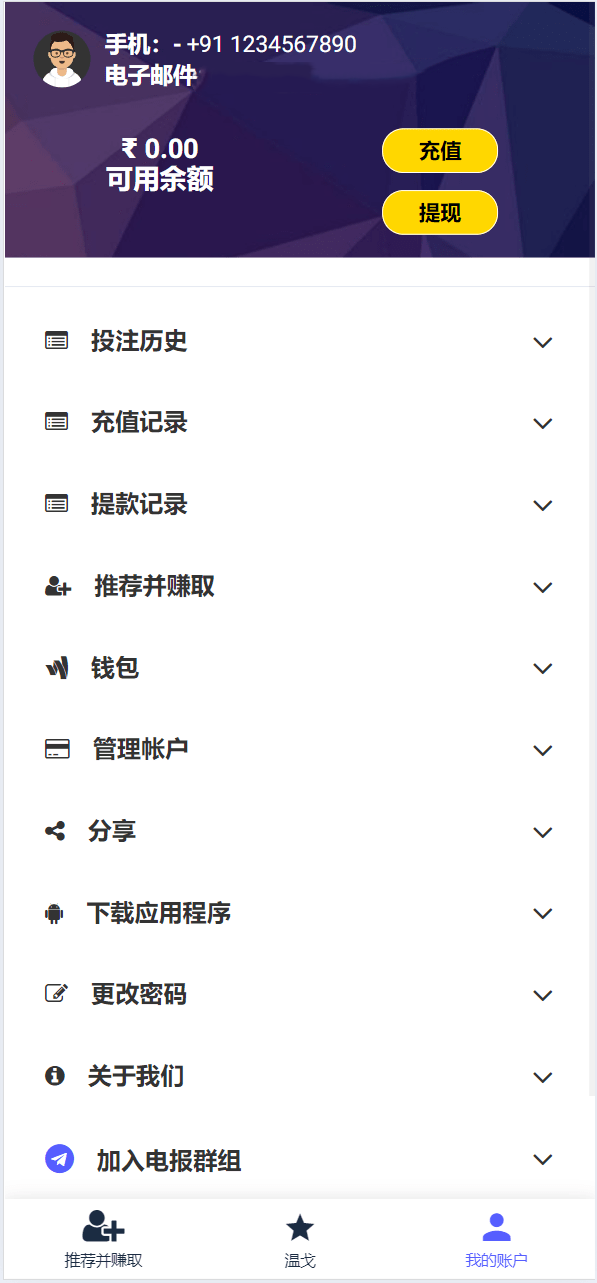 手机：- +91 1234567890
电子邮件
₹ 0.00
可用余额
充值
提现
投注历史
充值记录
提款记录
推荐并赚取
钱包
管理帐户
分享
下载应用程序
更改密码
关于我们
加入电报群组
推荐并赚取
温戈
我的账户